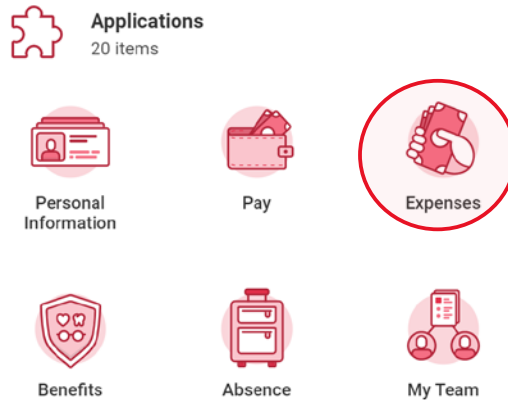 Applications
20 items
Personal
Information
Pay
Expenses
Benefits
Absence
My Team